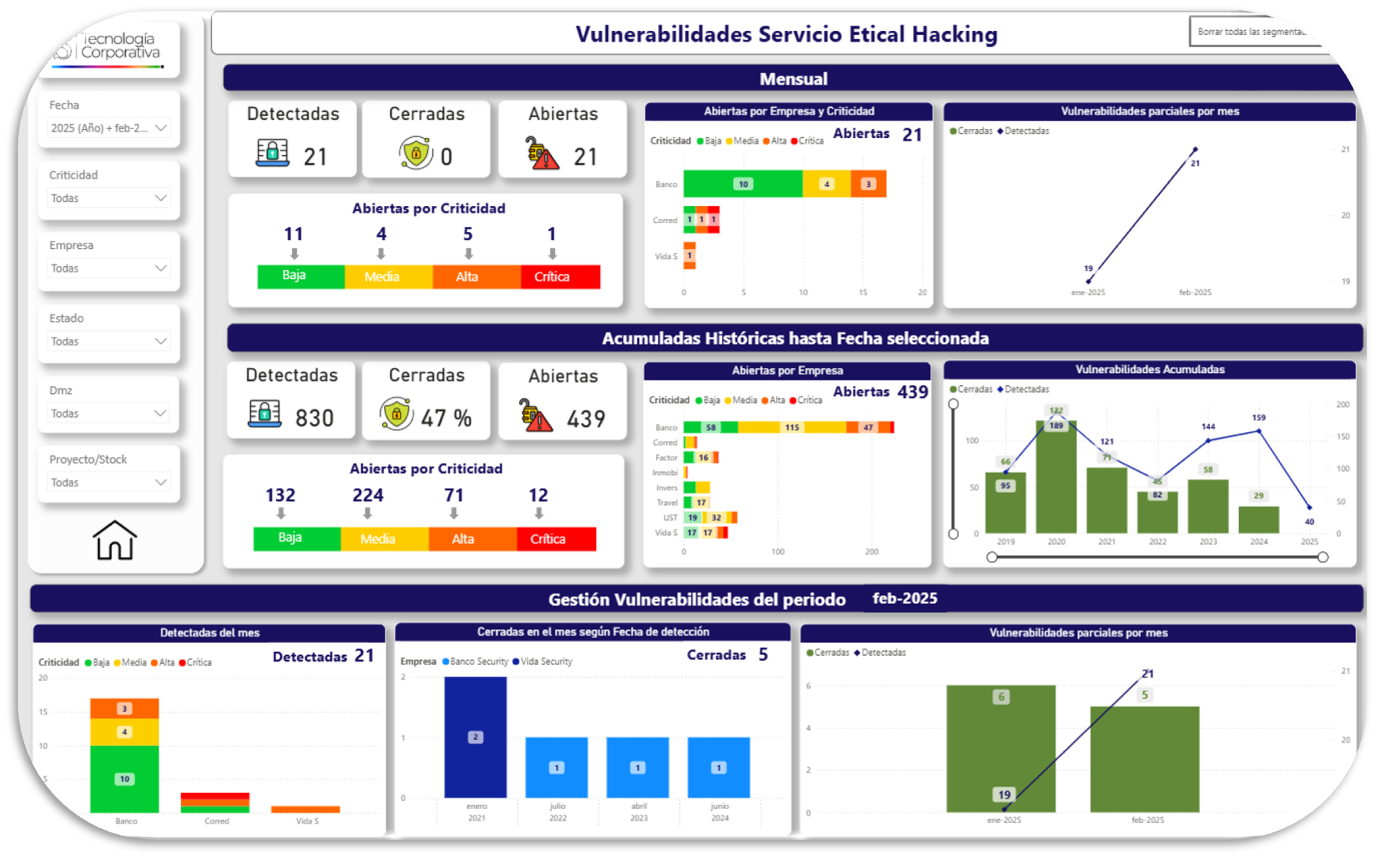 Tecnología
Corporativa
Vulnerabilidades Servicio Etical Hacking
Borrar todas las
Fecha
2025 (Año) + feb-2...
Criticidad
Todas
Empresa
Todas
Estado
Todas
Dmz
Todas
Proyecto/Stock
Todas
Mensual
Detectadas
21
Cerradas
0
Abiertas
21
Abiertas por Criticidad
11 4 5 1
Baja Media Alta Crítica
Abiertas por Empresa y Criticidad
Abiertas 21
Criticidad Baja Media Alta Crítica
Banco 10 4 3
Corred 1 1 1
Vida S 1
0 5 10 15 20
Vulnerabilidades parciales por mes
Cerradas Detectadas
21
21
20
19
19
ene-2025 feb-2025
Acumuladas Históricas hasta Fecha seleccionada
Detectadas
830
Cerradas
47 %
Abiertas
439
Abiertas por Criticidad
132 224 71 12
Baja Media Alta Crítica
Abiertas por Empresa
Abiertas 439
Criticidad Baja Media Alta Crítica
Banco 58 115 47
Corred
Factor 16
Inmobi
Invers
Travel 17
UST 19 32
Vida S 17 17
0 100 200
Vulnerabilidades Acumuladas
Cerradas Detectadas
200
150
100
50
0
100
50
0
66 122 71 45 58 29
95 189 121 82 144 159 40
2019 2020 2021 2022 2023 2024 2025
Gestión Vulnerabilidades del periodo feb-2025
Detectadas del mes
Detectadas 21
Criticidad Baja Media Alta Crítica
20
15
10
5
3
4
10
Banco Corred Vida S
Cerradas en el mes según Fecha de detección
Cerradas 5
Empresa Banco Security Vida Security
2
1
0
2 1 1 1
enero julio abril junio
2021 2022 2023 2024
Vulnerabilidades parciales por mes
Cerradas Detectadas
6
4
2
0
6
5
21
19
21
20
ene-2025 feb-2025